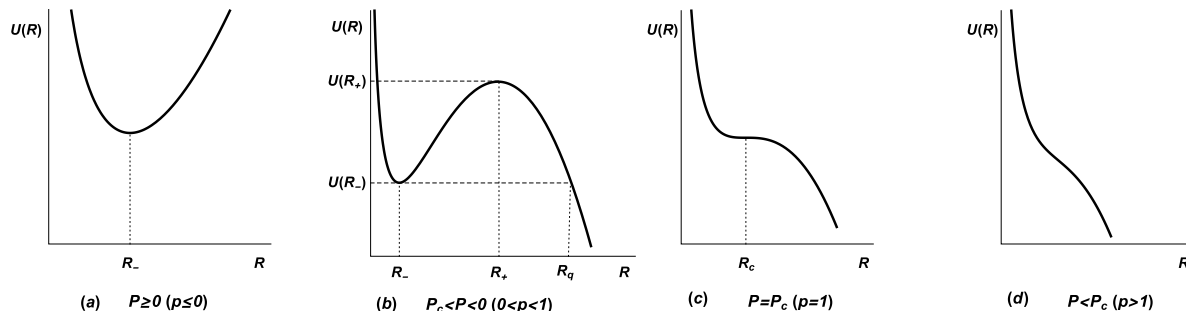 U(R)
R₋
R
(a) P≥0 (p≤0)
U(R)
U(R₊)
U(R₋)
R₋
R₊
R_q
R
(b) P_c<P<0 (0<p<1)
U(R)
R_c
R
(c) P=P_c (p=1)
U(R)
R
(d) P<P_c (p>1)